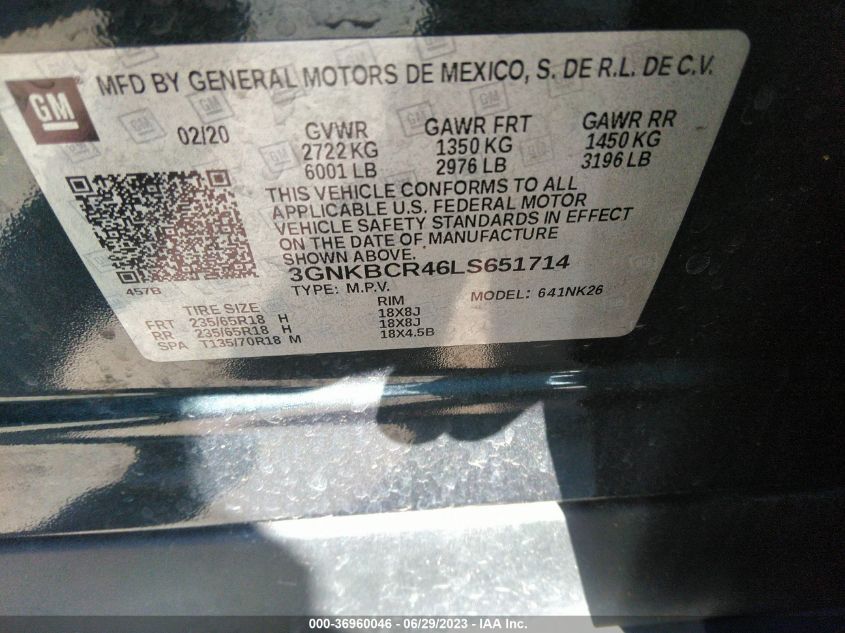 GM
MFD BY GENERAL MOTORS DE MEXICO, S. DE R.L. DE C.V.
02/20
GVWR
2722 KG
6001 LB
GAWR FRT
1350 KG
2976 LB
GAWR RR
1450 KG
3196 LB
THIS VEHICLE CONFORMS TO ALL
APPLICABLE U.S. FEDERAL MOTOR
VEHICLE SAFETY STANDARDS IN EFFECT
ON THE DATE OF MANUFACTURE
SHOWN ABOVE.
457B
3GNKBCR46LS651714
TYPE: M.P.V. MODEL: 641NK26
TIRE SIZE RIM
FRT 235/65R18 H 18X8J
RR 235/65R18 H 18X8J
SPA T135/70R18 M 18X4.5B
000-36960046 - 06/29/2023 - IAA Inc.